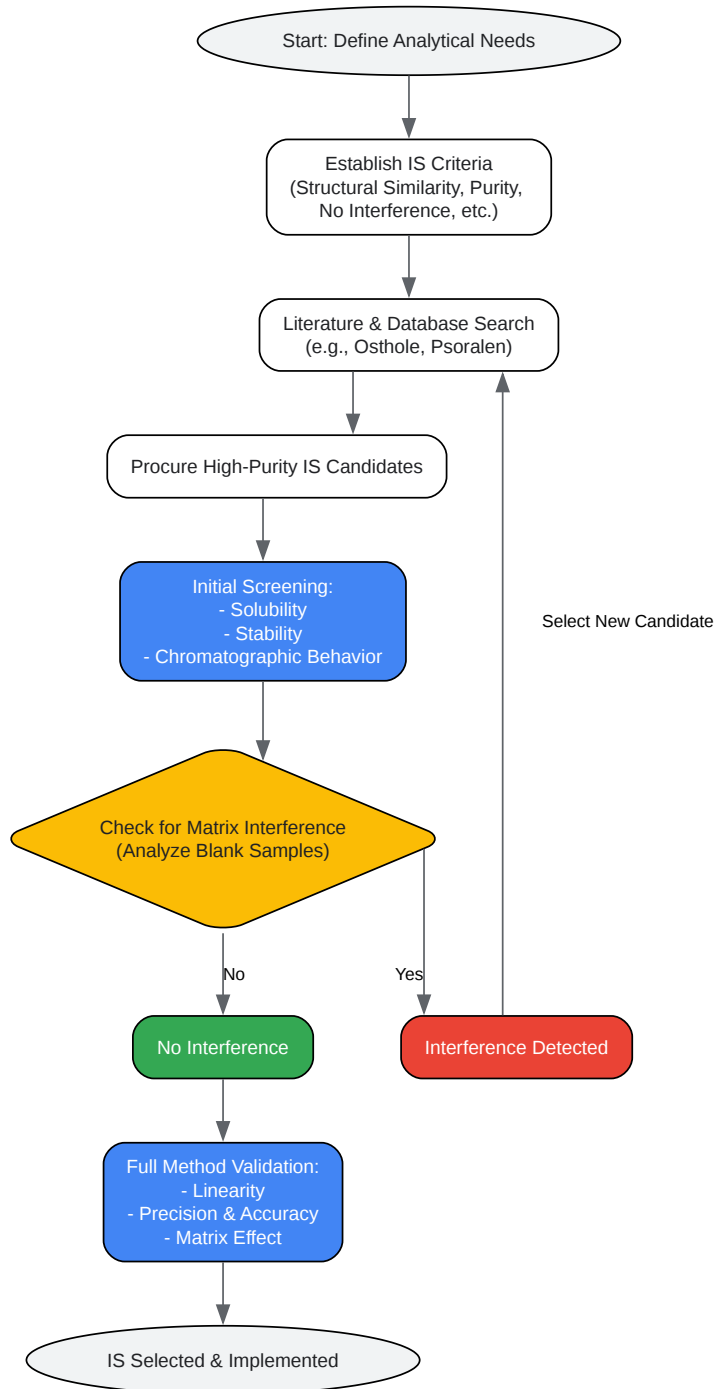 Start: Define Analytical Needs
Establish IS Criteria
(Structural Similarity, Purity,
No Interference, etc.)
Literature & Database Search
(e.g., Osthole, Psoralen)
Procure High-Purity IS Candidates
Initial Screening:
- Solubility
- Stability
- Chromatographic Behavior
Select New Candidate
Check for Matrix Interference
(Analyze Blank Samples)
No
Yes
No Interference
Interference Detected
Full Method Validation:
- Linearity
- Precision & Accuracy
- Matrix Effect
IS Selected & Implemented